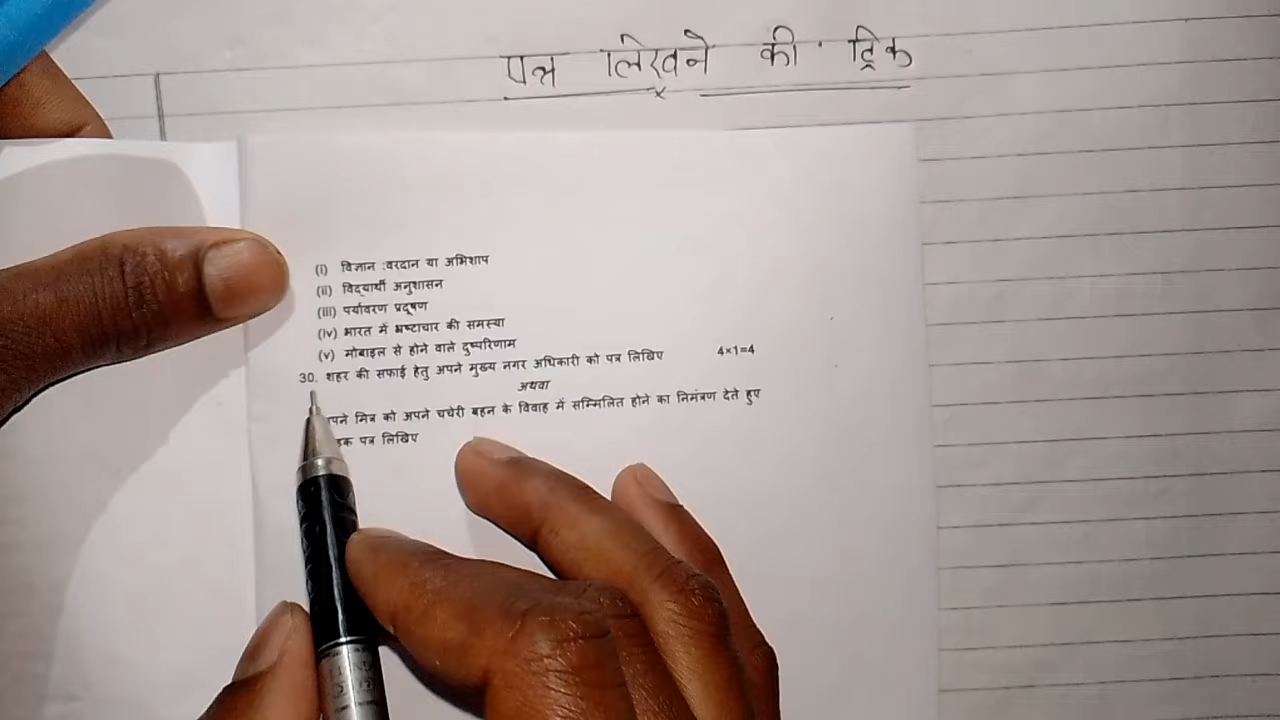 पत्र लिखने की ट्रिक
(i) विज्ञान :वरदान या अभिशाप
(ii) विद्यार्थी अनुशासन
(iii) पर्यावरण प्रदूषण
(iv) भारत में भ्रष्टाचार की समस्या
(v) मोबाइल से होने वाले दुष्परिणाम
30. शहर की सफाई हेतु अपने मुख्य नगर अधिकारी को पत्र लिखिए 4×1=4
अथवा
मित्र को अपने चचेरी बहन के विवाह में सम्मिलित होने का निमंत्रण देते हुए
पत्र लिखिए